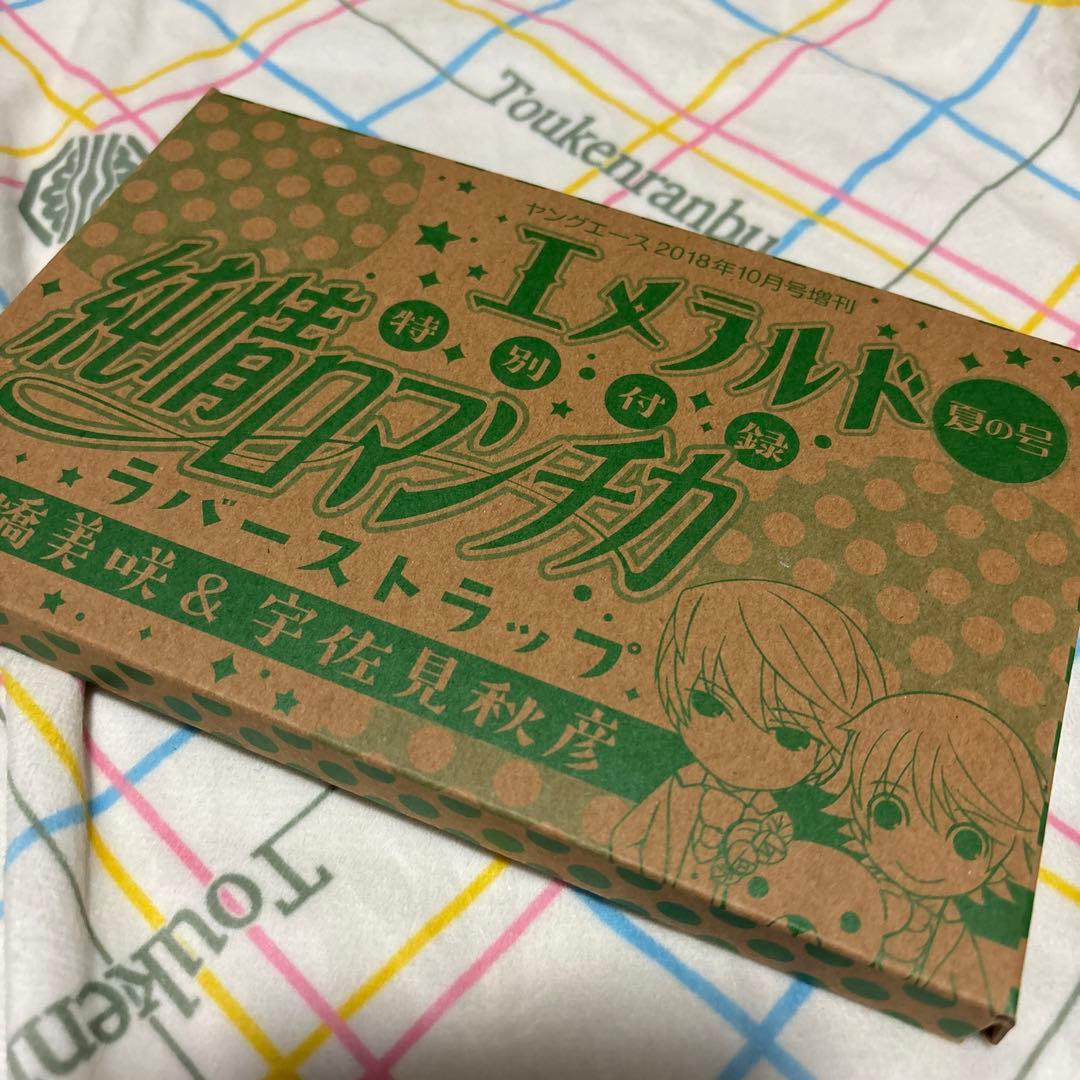 ヤングエース2018年10月号増刊
エメラルド
夏の号
特別付録
純情ロマンチカ
ラバーストラップ
橋美咲&宇佐見秋彦
Toukenranbu
Touken